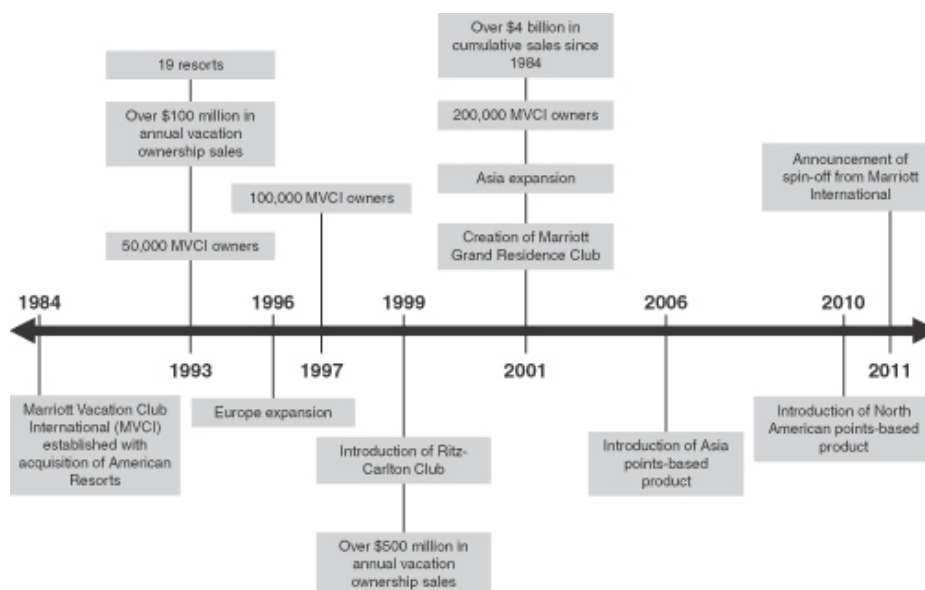 19 resorts
Over $100 million in
annual vacation
ownership sales
50,000 MVCI owners
100,000 MVCI owners
Over $4 billion in
cumulative sales since
1984
200,000 MVCI owners
Asia expansion
Creation of Marriott
Grand Residence Club
Announcement of
spin-off from Marriott
International
1984
1996
1999
2006
2010
1993
1997
2001
2011
Marriott Vacation Club
International (MVCI)
established with
acquisition of American
Resorts
Europe expansion
Introduction of Ritz-
Carlton Club
Over $500 million in
annual vacation
ownership sales
Introduction of Asia
points-based
product
Introduction of North
American points-based
product